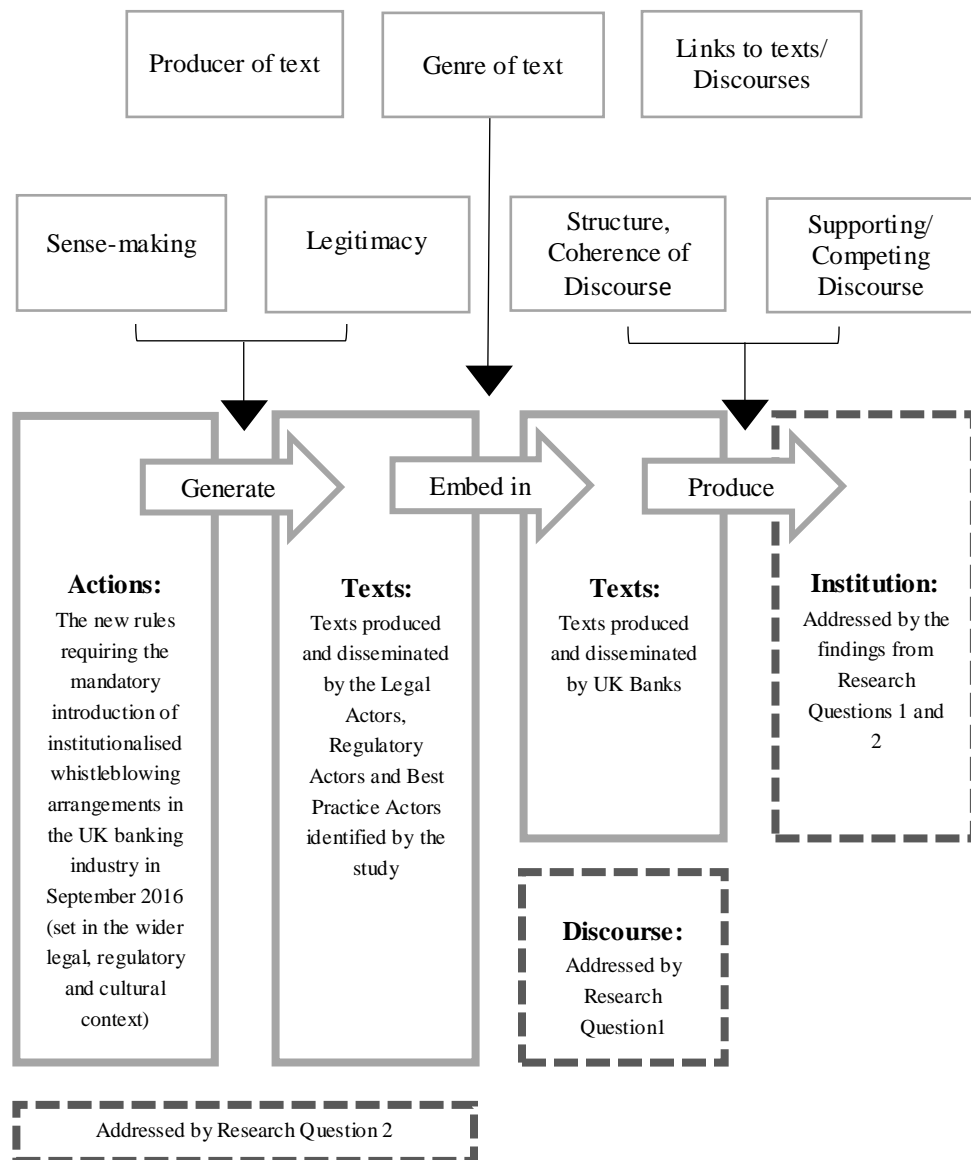 Producer of text
Genre of text
Links to texts/
Discourses
Sense-making
Legitimacy
Structure,
Coherence of
Discourse
Supporting/
Competing
Discourse
Generate
Embed in
Produce
Actions:
The new rules
requiring the
mandatory
introduction of
institutionalised
whistleblowing
arrangements in
the UK banking
industry in
September 2016
(set in the wider
legal, regulatory
and cultural
context)
Texts:
Texts produced
and disseminated
by the Legal
Actors,
Regulatory
Actors and Best
Practice Actors
identified by the
study
Texts:
Texts produced
and disseminated
by UK Banks
Institution:
Addressed by the
findings from
Research
Questions 1 and
2
Discourse:
Addressed by
Research
Question1
Addressed by Research Question 2